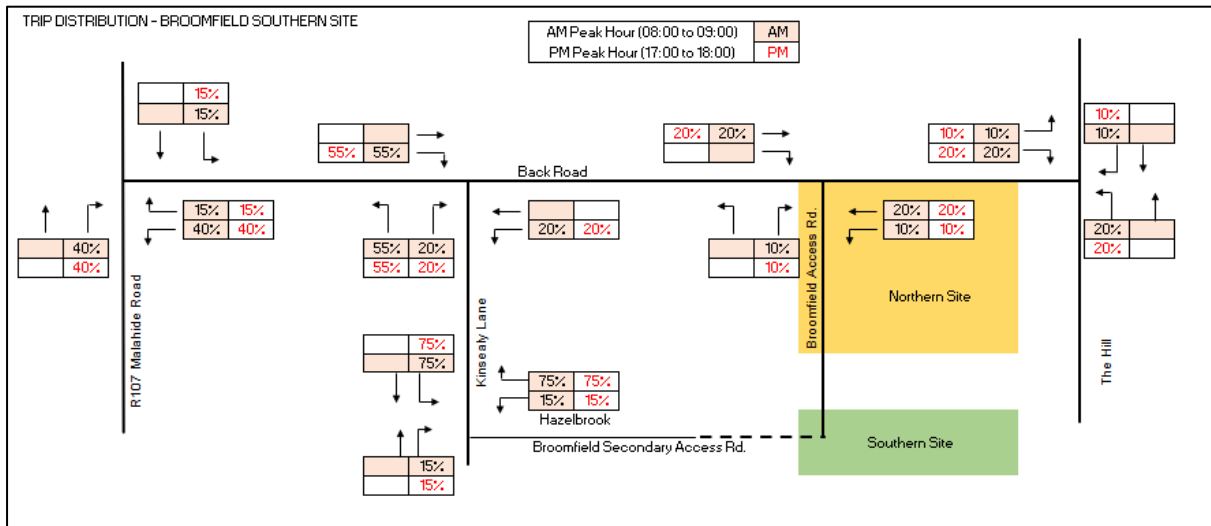 TRIP DISTRIBUTION - BROOMFIELD SOUTHERN SITE
AM Peak Hour (08:00 to 09:00) AM
PM Peak Hour (17:00 to 18:00) PM
15%
15%
55% 55%
20% 20%
10% 10%
20% 20%
10%
10%
Back Road
40%
40%
15% 15%
40% 40%
55% 20%
55% 20%
20% 20%
10%
10%
20% 20%
10% 10%
20%
20%
R107 Malahide Road
Kinsealy Lane
Broomfield Access Rd.
Northern Site
The Hill
75%
75%
75% 75%
15% 15%
Hazelbrook
Broomfield Secondary Access Rd.
Southern Site
15%
15%